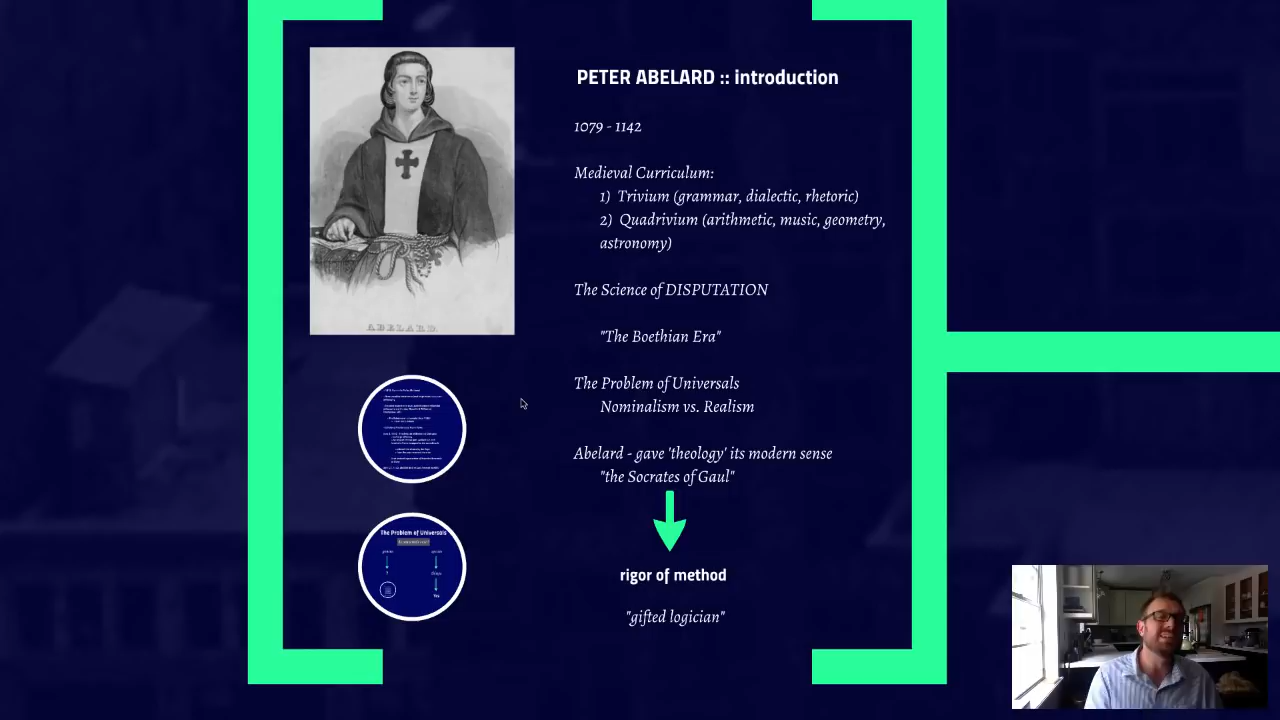 PETER ABELARD :: introduction
1079 - 1142
Medieval Curriculum:
1) Trivium (grammar, dialectic, rhetoric)
2) Quadrivium (arithmetic, music, geometry,
astronomy)
The Science of DISPUTATION
"The Boethian Era"
The Problem of Universals
Nominalism vs. Realism
Abelard - gave 'theology' its modern sense
"the Socrates of Gaul"
rigor of method
"gifted logician"
ABELARD.
The Problem of Universals